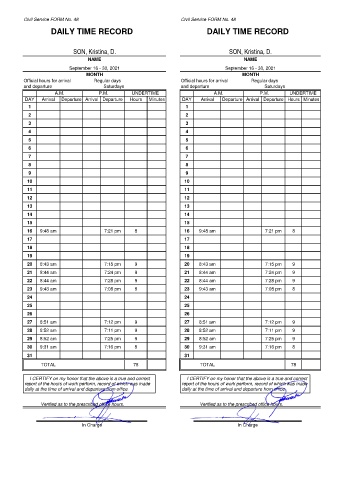 Civil Service FORM No. 48
DAILY TIME RECORD
SON, Kristina, D.
NAME
September 16 - 30, 2021
MONTH
Official hours for arrival Regular days
and departure Saturdays
A.M. P.M. UNDERTIME
DAY Arrival Departure Arrival Departure Hours Minutes
1
2
3
4
5
6
7
8
9
10
11
12
13
14
15
16 9:48 am 7:21 pm 8
17
18
19
20 8:43 am 7:15 pm 9
21 8:44 am 7:24 pm 9
22 8:44 am 7:28 pm 9
23 9:43 am 7:05 pm 8
24
25
26
27 8:51 am 7:12 pm 9
28 8:52 am 7:11 pm 9
29 8:52 am 7:25 pm 9
30 9:31 am 7:16 pm 8
31
TOTAL 78
I CERTIFY on my honor that the above is a true and correct
report of the hours of work perform, record of which was made
daily at the time of arrival and departure from office.
Verified as to the prescribed office hours.
In Charge
Civil Service FORM No. 48
DAILY TIME RECORD
SON, Kristina, D.
NAME
September 16 - 30, 2021
MONTH
Official hours for arrival Regular days
and departure Saturdays
A.M. P.M. UNDERTIME
DAY Arrival Departure Arrival Departure Hours Minutes
1
2
3
4
5
6
7
8
9
10
11
12
13
14
15
16 9:48 am 7:21 pm 8
17
18
19
20 8:43 am 7:15 pm 9
21 8:44 am 7:24 pm 9
22 8:44 am 7:28 pm 9
23 9:43 am 7:05 pm 8
24
25
26
27 8:51 am 7:12 pm 9
28 8:52 am 7:11 pm 9
29 8:52 am 7:25 pm 9
30 9:31 am 7:16 pm 8
31
TOTAL 78
I CERTIFY on my honor that the above is a true and correct
report of the hours of work perform, record of which was made
daily at the time of arrival and departure from office.
Verified as to the prescribed office hours.
In Charge